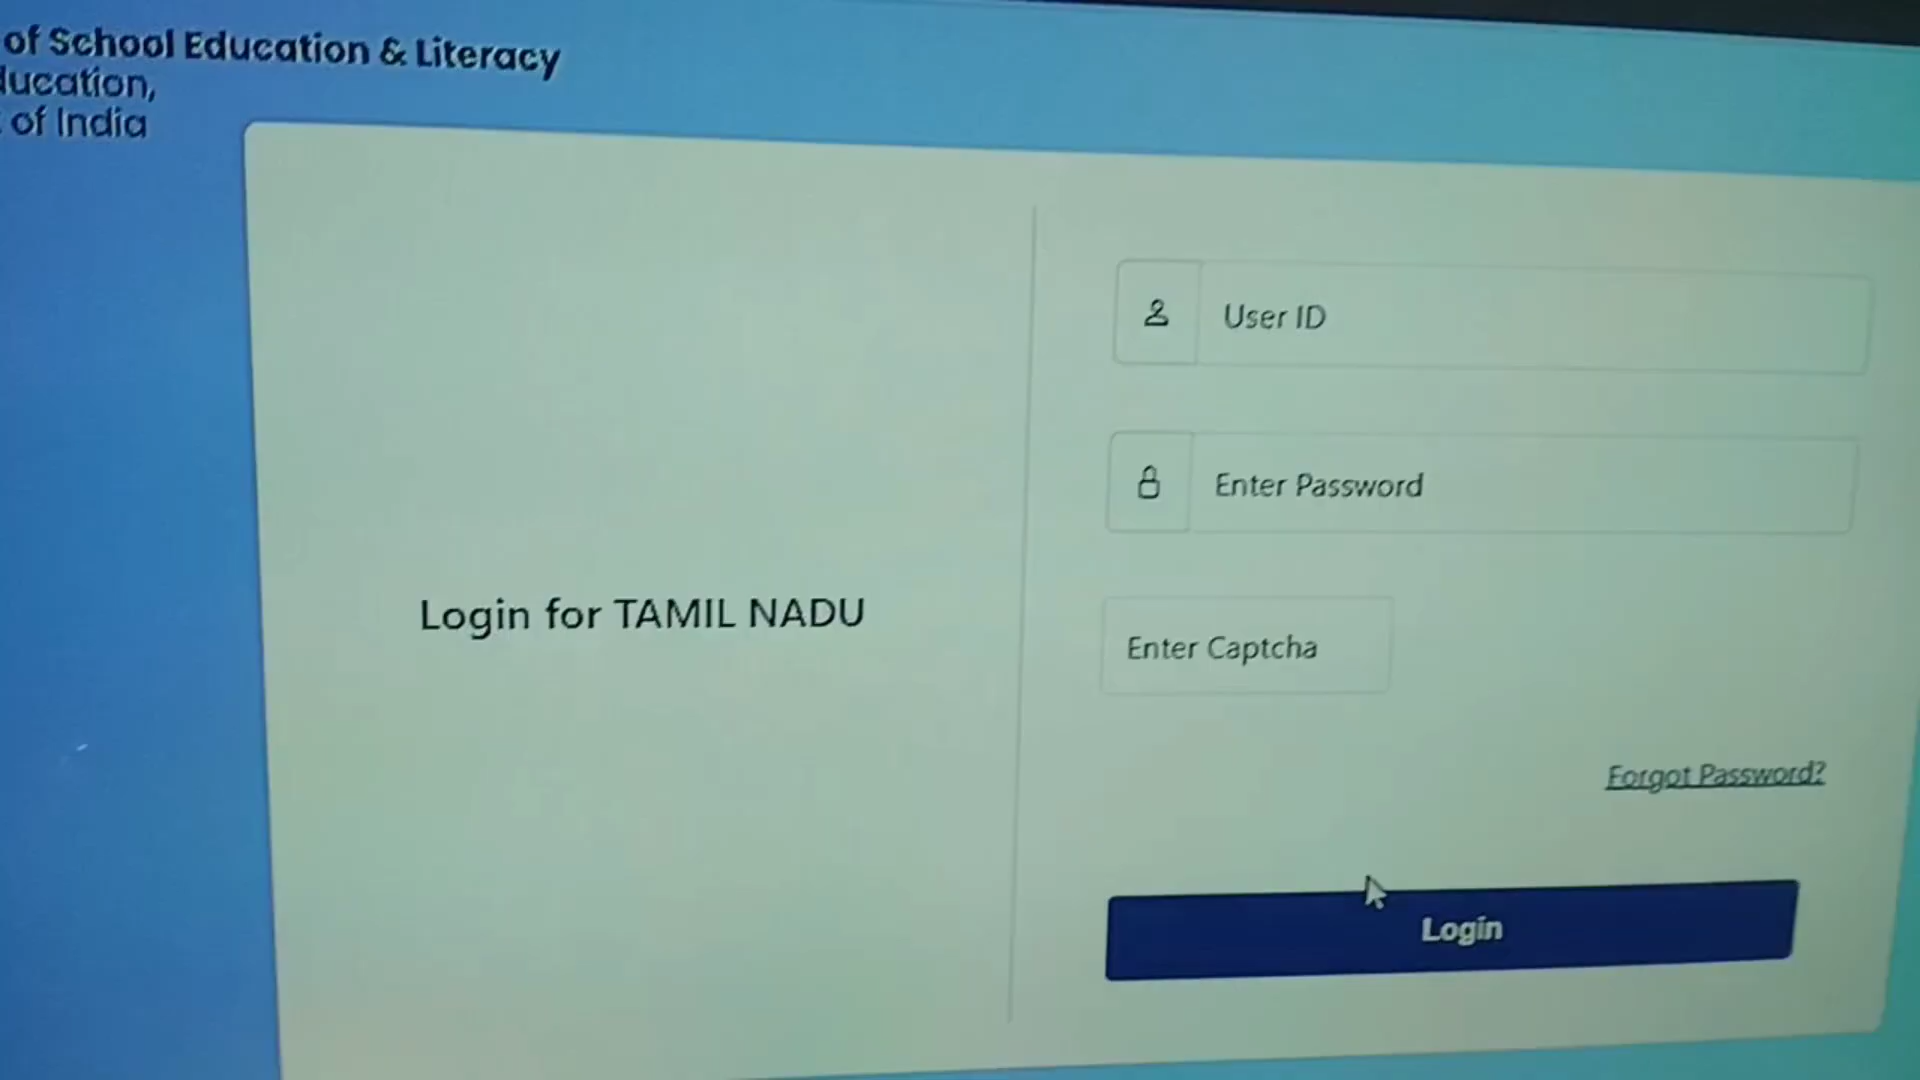 of School Education & Literacy
ducation,
of India
User ID
Enter Password
Login for TAMIL NADU
Enter Captcha
Forgot Password?
Login